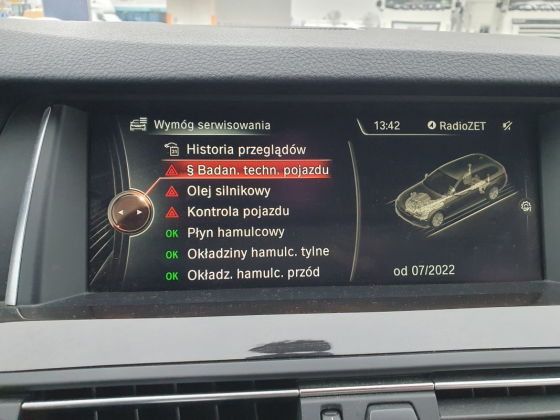 Wymóg serwisowania
13:42
RadioZET
Historia przeglądów
§ Badan. techn. pojazdu
Olej silnikowy
Kontrola pojazdu
OK Płyn hamulcowy
OK Okładziny hamulc. tylne
OK Okładz. hamulc. przód
od 07/2022